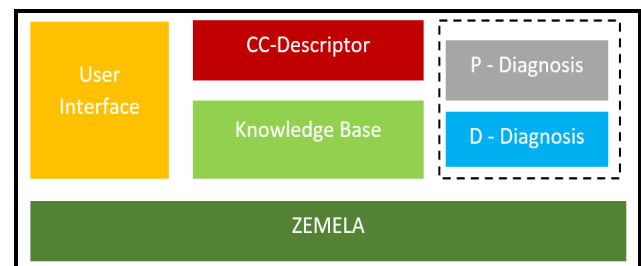 User
Interface
CC-Descriptor
Knowledge Base
P - Diagnosis
D - Diagnosis
ZEMELA